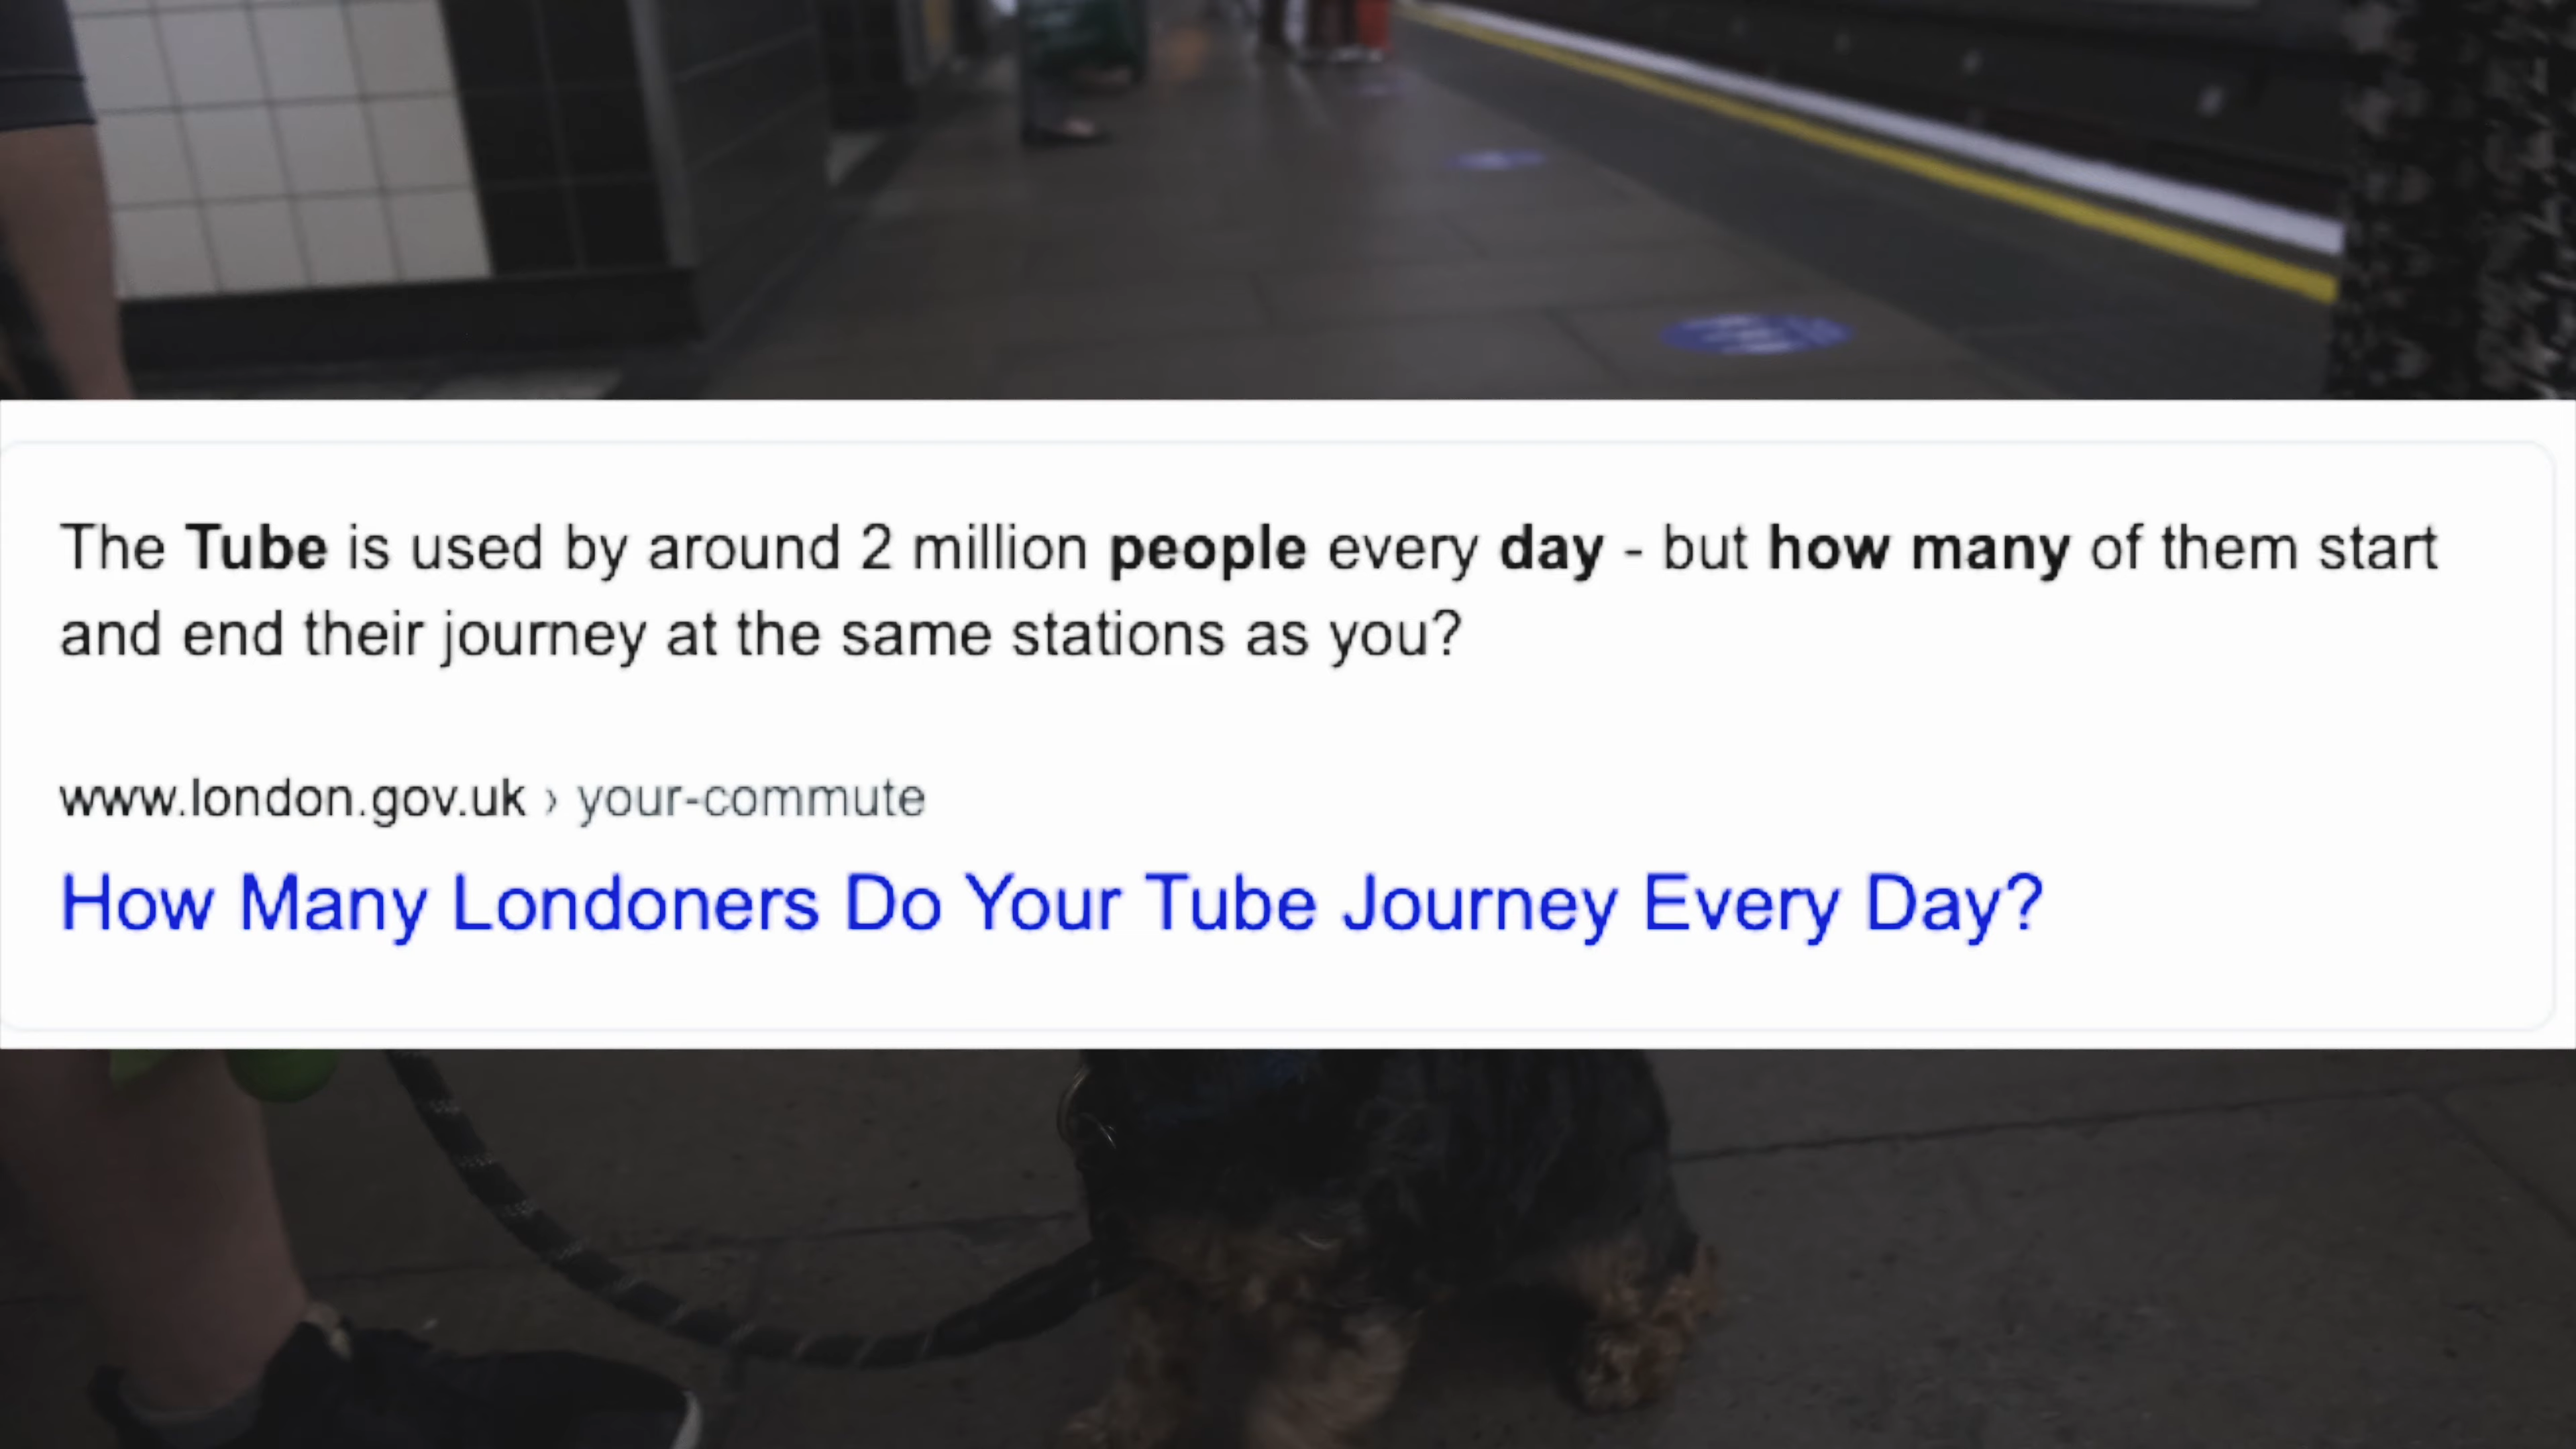 The Tube is used by around 2 million people every day - but how many of them start
and end their journey at the same stations as you?
www.london.gov.uk › your-commute
How Many Londoners Do Your Tube Journey Every Day?